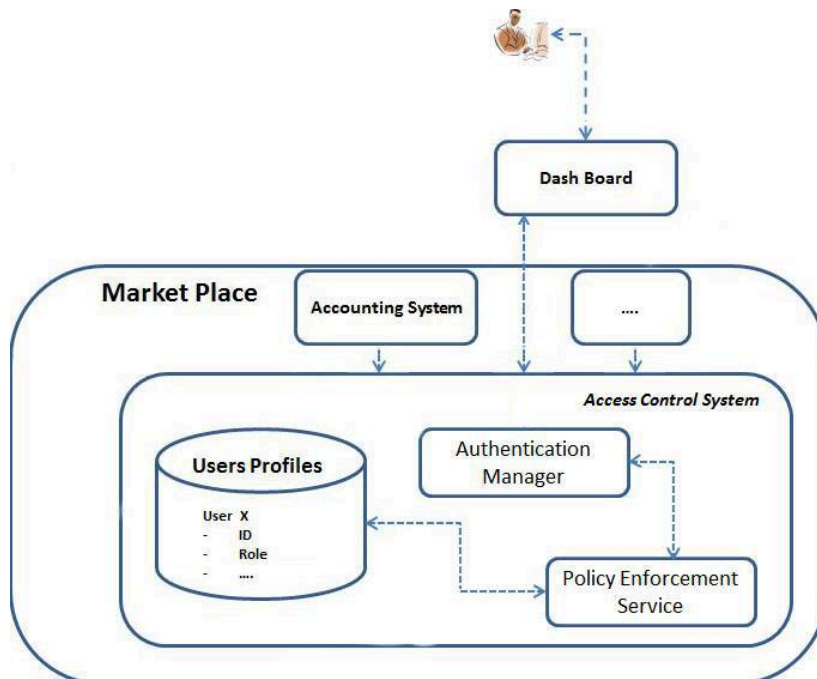 Dash Board
Market Place
Accounting System
....
Access Control System
Users Profiles
User X
- ID
- Role
- ....
Authentication
Manager
Policy Enforcement
Service